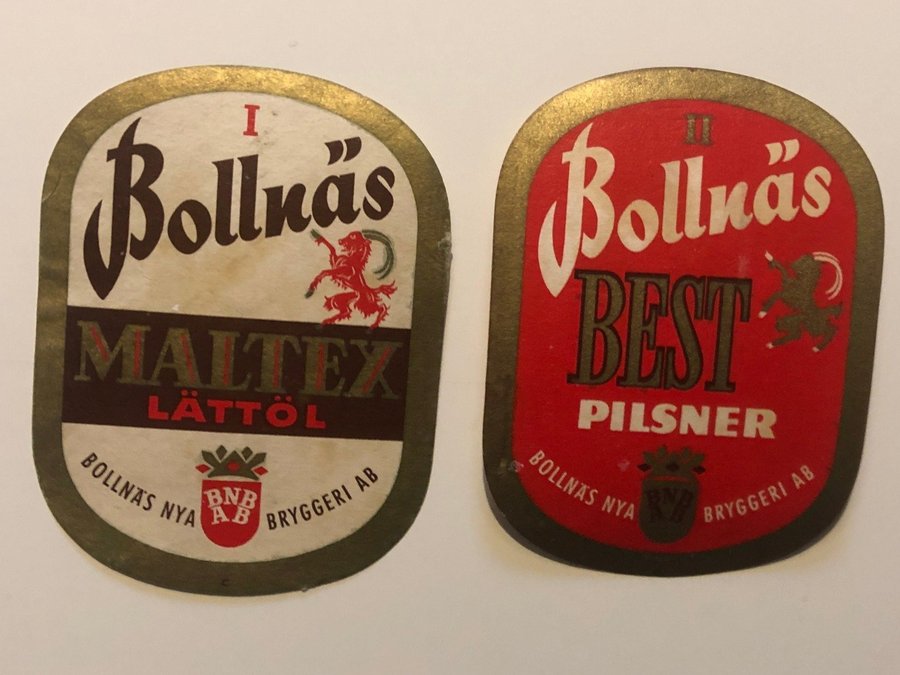 I
Bollnäs
MALTEX
LÄTTÖL
BOLLNÄS NYA BRYGGERI AB
BNB
AB
II
Bollnäs
BEST
PILSNER
BOLLNÄS NYA BRYGGERI AB
BNB
AB